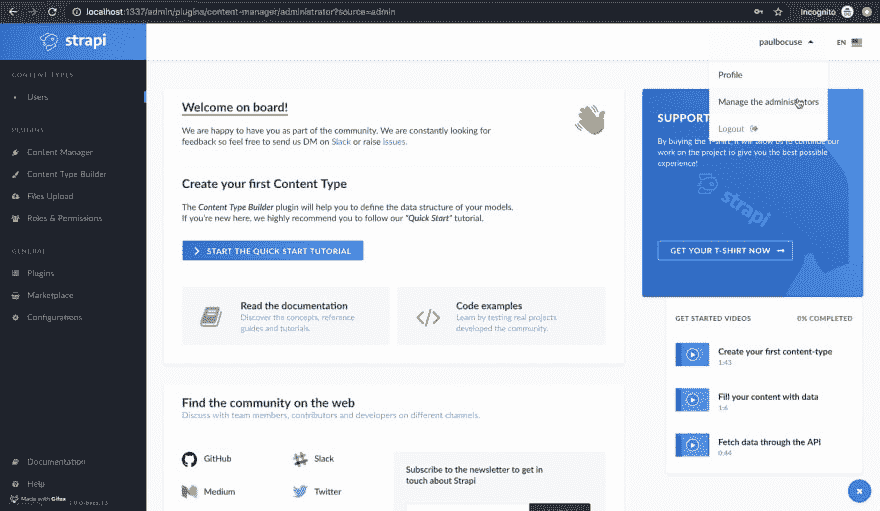 localhost:1337/admin/plugins/content-manager/administrator?source=admin
Incognito
strapi
paulbocuse
EN
CONTENT TYPES
Users
PLUGINS
Content Manager
Content Type Builder
Files Upload
Roles & Permissions
GENERAL
Plugins
Marketplace
Configurations
Documentation
Help
Made with Gifox
Profile
Manage the administrators
Logout
Welcome on board!
We are happy to have you as part of the community. We are constantly looking for
feedback so feel free to send us DM on Slack or raise issues.
Create your first Content Type
The Content Type Builder plugin will help you to define the data structure of your models.
If you're new here, we highly recommend you to follow our "Quick Start" tutorial.
START THE QUICK START TUTORIAL
Read the documentation
Discover the concepts, reference
guides and tutorials.
Code examples
Learn by testing real projects
developed the community.
Find the community on the web
Discuss with team members, contributors and developers on different channels.
GitHub
Slack
Medium
Twitter
Subscribe to the newsletter to get in
touch about Strapi
SUPPORT
By buying the T-shirt, it will allow us to continue our
work on the project to give you the best possible
experience!
strapi
GET YOUR T-SHIRT NOW
GET STARTED VIDEOS
0% COMPLETED
Create your first content-type
1:43
Fill your content with data
1:6
Fetch data through the API
0:44